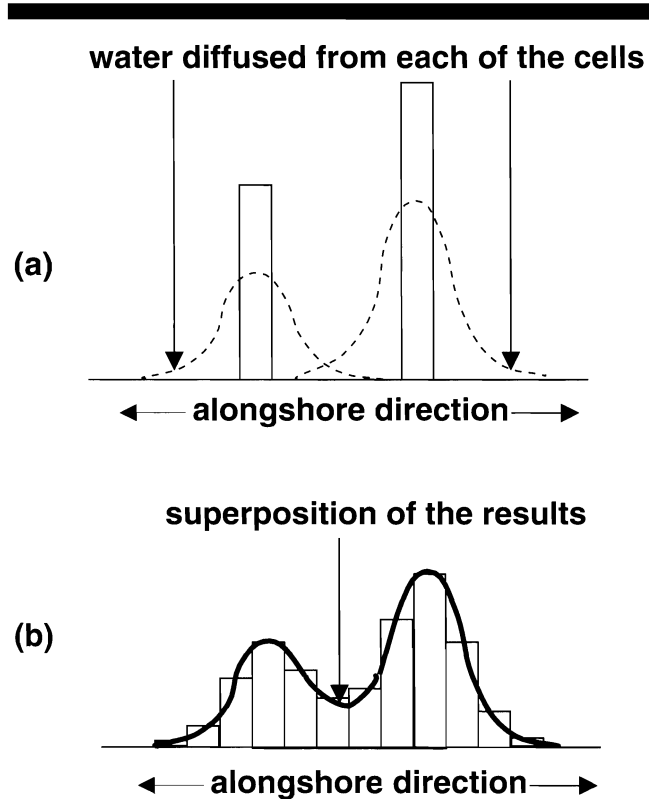 water diffused from each of the cells
(a)
alongshore direction
superposition of the results
(b)
alongshore direction